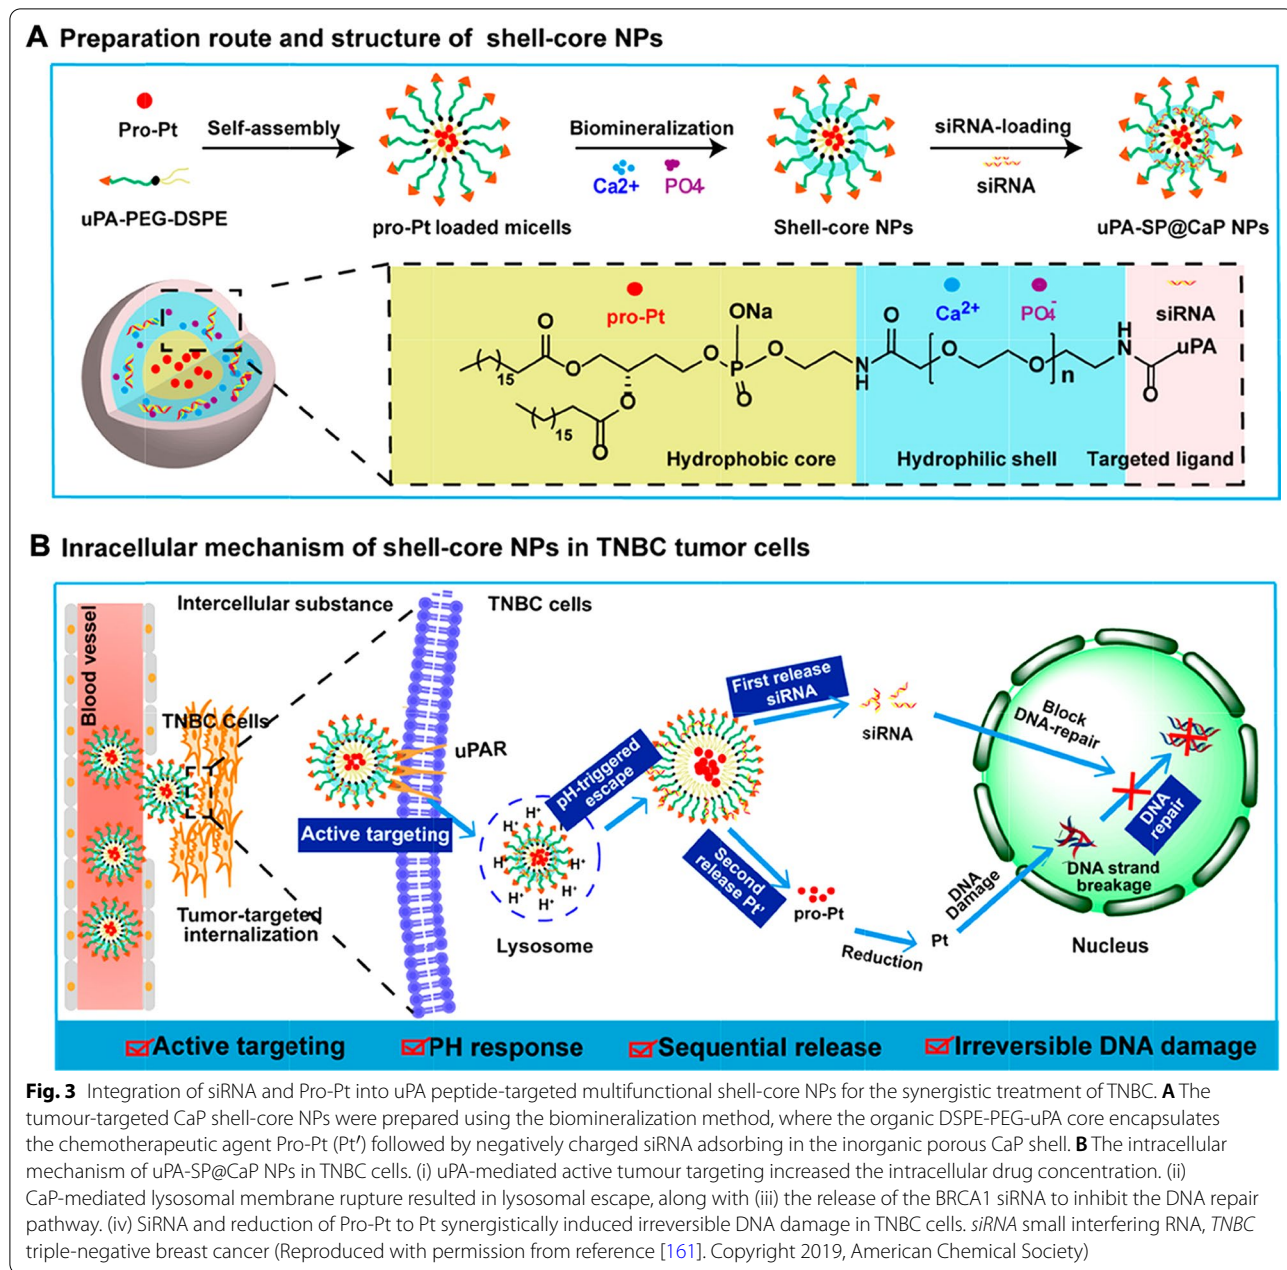 A Preparation route and structure of shell-core NPs
Pro-Pt
uPA-PEG-DSPE
Self-assembly
pro-Pt loaded micells
Biomineralization
Ca2+ PO4-
Shell-core NPs
siRNA-loading
siRNA
uPA-SP@CaP NPs
pro-Pt
Ca²⁺
PO4⁻
siRNA
ONa
O
O
O
P
O
O
O
O
O
N
H
O
O
O
n
H
N
O
uPA
15
15
Hydrophobic core
Hydrophilic shell
Targeted ligand
B Inracellular mechanism of shell-core NPs in TNBC tumor cells
Blood vessel
Intercellular substance
TNBC cells
TNBC Cells
Tumor-targeted
internalization
uPAR
Active targeting
H⁺
H⁺
H⁺
H⁺
H⁺
H⁺
Lysosome
pH-triggered
escape
First release
siRNA
siRNA
Second
release Pt'
pro-Pt
Reduction
Pt
DNA
Damage
Block
DNA-repair
DNA
repair
DNA strand
breakage
Nucleus
Active targeting
PH response
Sequential release
Irreversible DNA damage
Fig. 3 Integration of siRNA and Pro-Pt into uPA peptide-targeted multifunctional shell-core NPs for the synergistic treatment of TNBC. A The
tumour-targeted CaP shell-core NPs were prepared using the biomineralization method, where the organic DSPE-PEG-uPA core encapsulates
the chemotherapeutic agent Pro-Pt (Pt′) followed by negatively charged siRNA adsorbing in the inorganic porous CaP shell. B The intracellular
mechanism of uPA-SP@CaP NPs in TNBC cells. (i) uPA-mediated active tumour targeting increased the intracellular drug concentration. (ii)
CaP-mediated lysosomal membrane rupture resulted in lysosomal escape, along with (iii) the release of the BRCA1 siRNA to inhibit the DNA repair
pathway. (iv) SiRNA and reduction of Pro-Pt to Pt synergistically induced irreversible DNA damage in TNBC cells. siRNA small interfering RNA, TNBC
triple-negative breast cancer (Reproduced with permission from reference [161]. Copyright 2019, American Chemical Society)